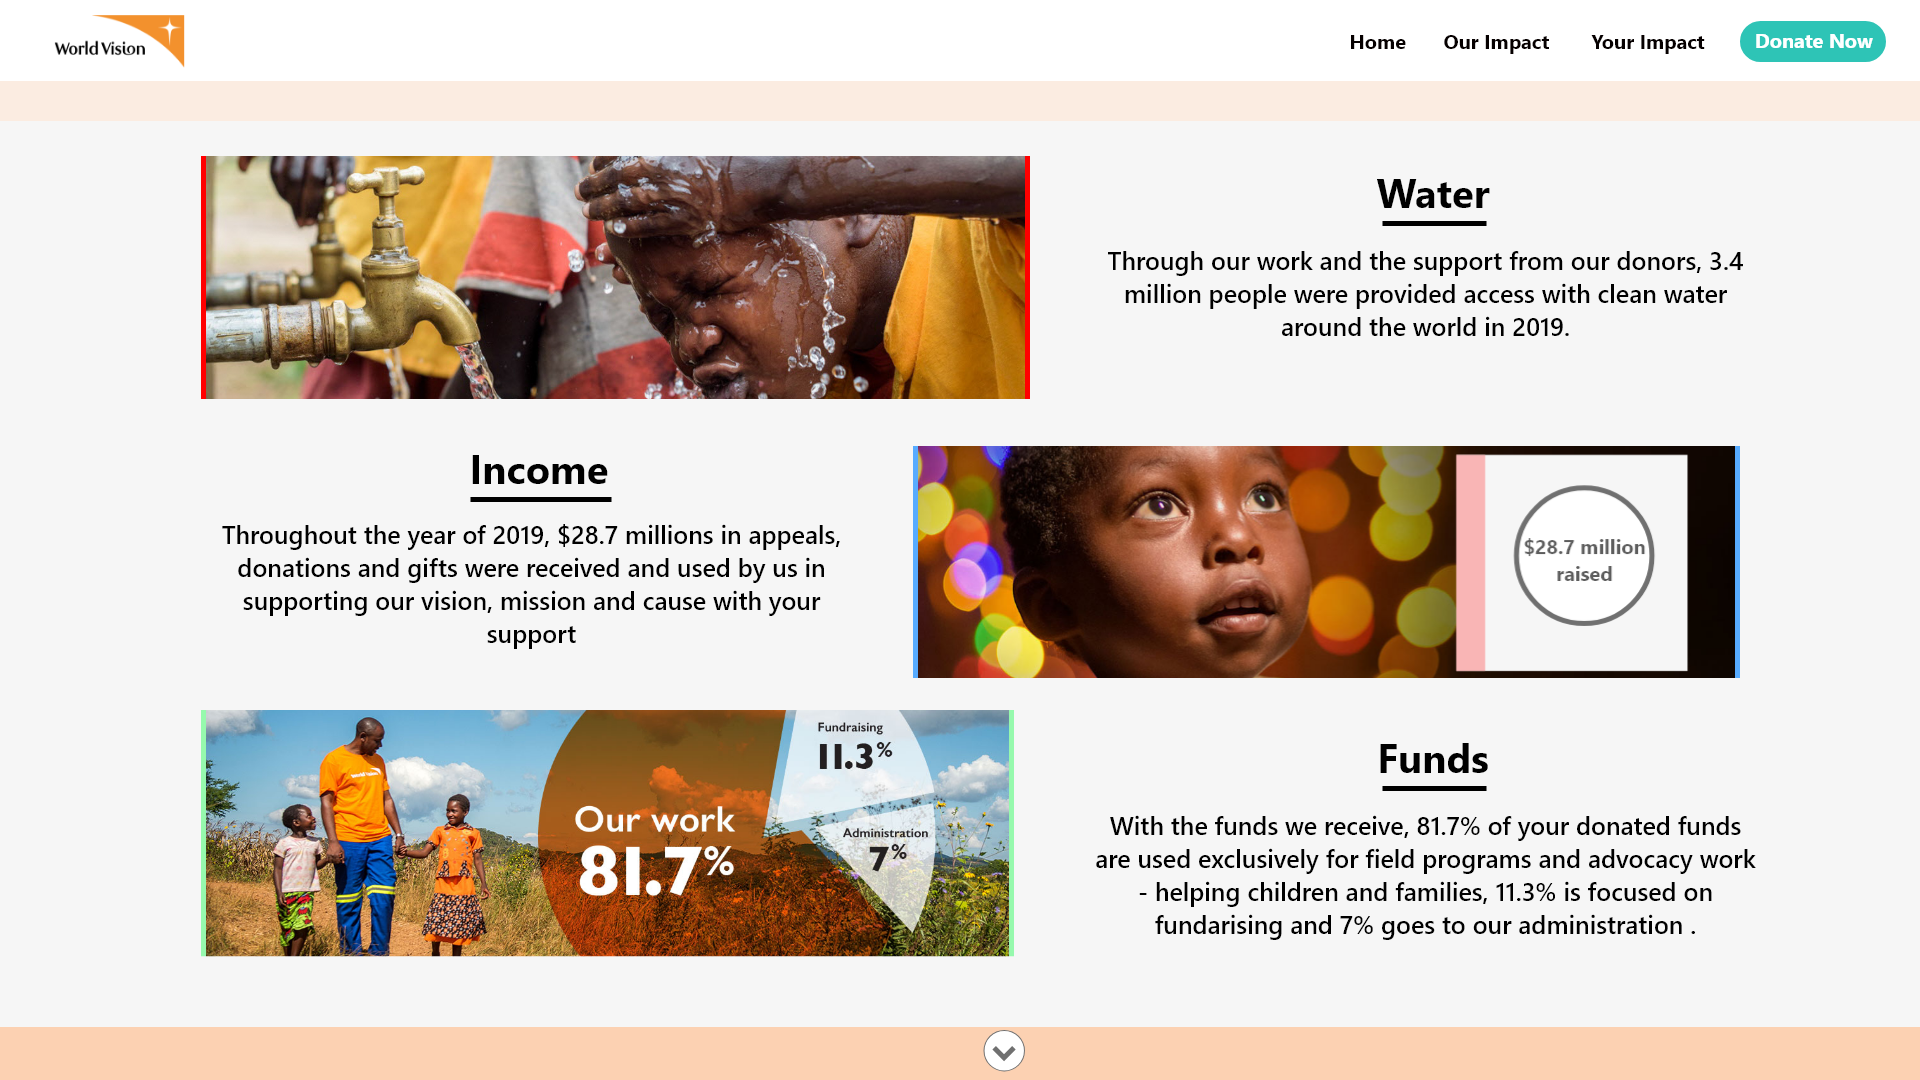 World Vision
Home
Our Impact
Your Impact
Donate Now
Water
Through our work and the support from our donors, 3.4
million people were provided access with clean water
around the world in 2019.
Income
Throughout the year of 2019, $28.7 millions in appeals,
donations and gifts were received and used by us in
supporting our vision, mission and cause with your
support
$28.7 million
raised
Fundraising
11.3%
Our work
81.7%
Administration
7%
World Vision
Funds
With the funds we receive, 81.7% of your donated funds
are used exclusively for field programs and advocacy work
- helping children and families, 11.3% is focused on
fundarising and 7% goes to our administration .